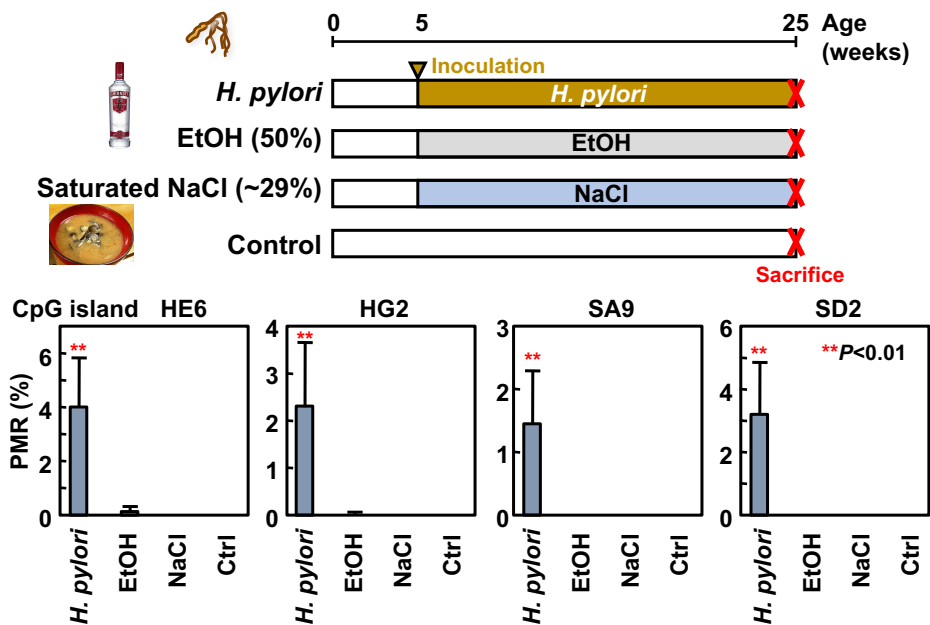 0 5 25 Age
(weeks)
Inoculation
H. pylori H. pylori
EtOH (50%) EtOH
Saturated NaCl (~29%) NaCl
Control
Sacrifice
CpG island HE6 HG2 SA9 SD2
PMR (%)
6
4
2
0
**
H. pylori EtOH NaCl Ctrl
4
3
2
1
0
**
H. pylori EtOH NaCl Ctrl
3
2
1
0
**
H. pylori EtOH NaCl Ctrl
6
4
2
0
**
**P<0.01
H. pylori EtOH NaCl Ctrl